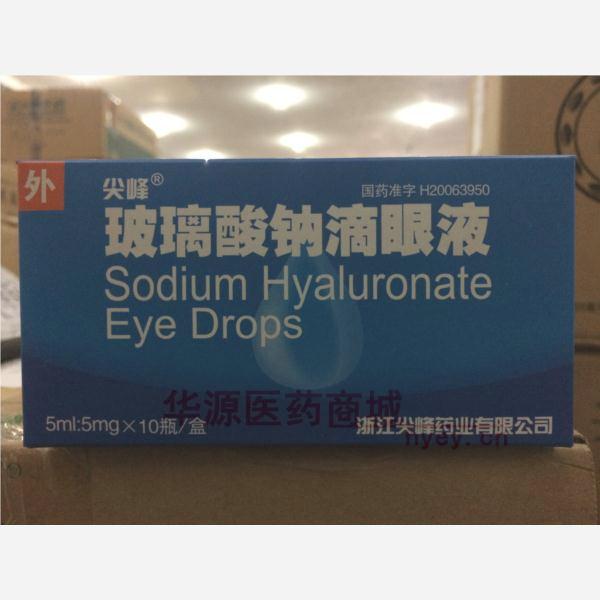 外
尖峰®
国药准字 H20063950
玻璃酸钠滴眼液
Sodium Hyaluronate
Eye Drops
华源医药商城
5ml:5mg×10瓶/盒
浙江尖峰药业有限公司
hyey.cn